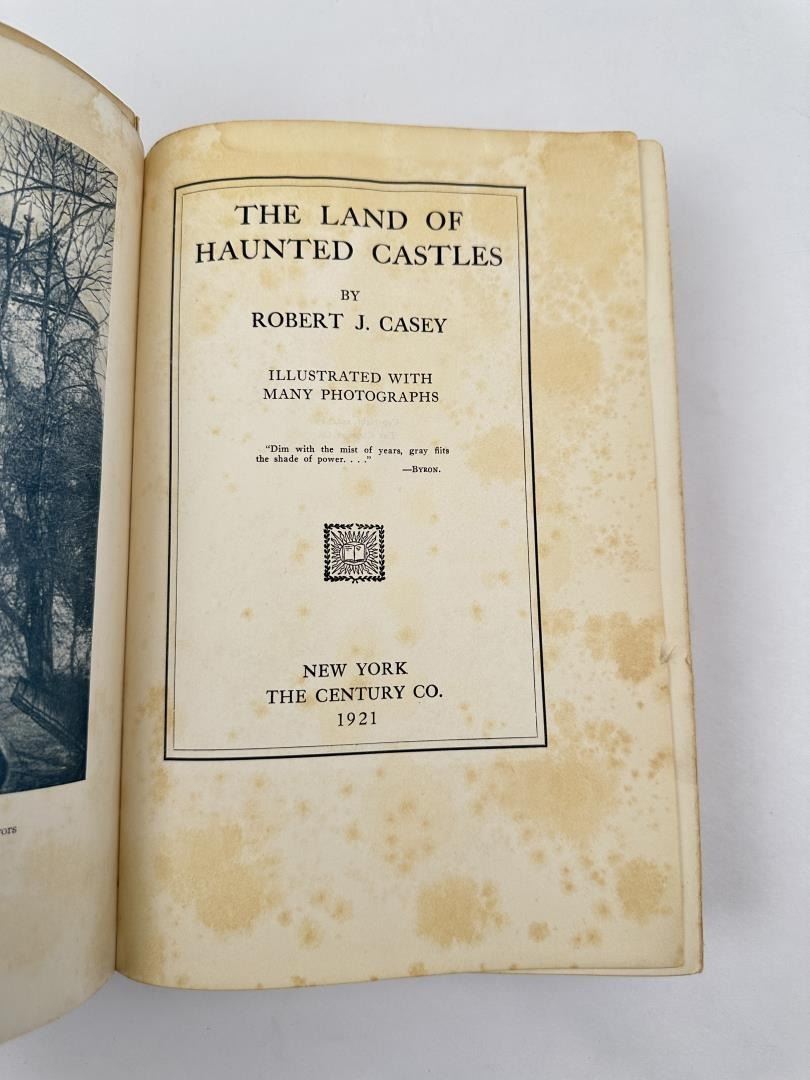 THE LAND OF
HAUNTED CASTLES
BY
ROBERT J. CASEY
ILLUSTRATED WITH
MANY PHOTOGRAPHS
"Dim with the mist of years, gray flits
the shade of power. . . ."
—BYRON.
NEW YORK
THE CENTURY CO.
1921